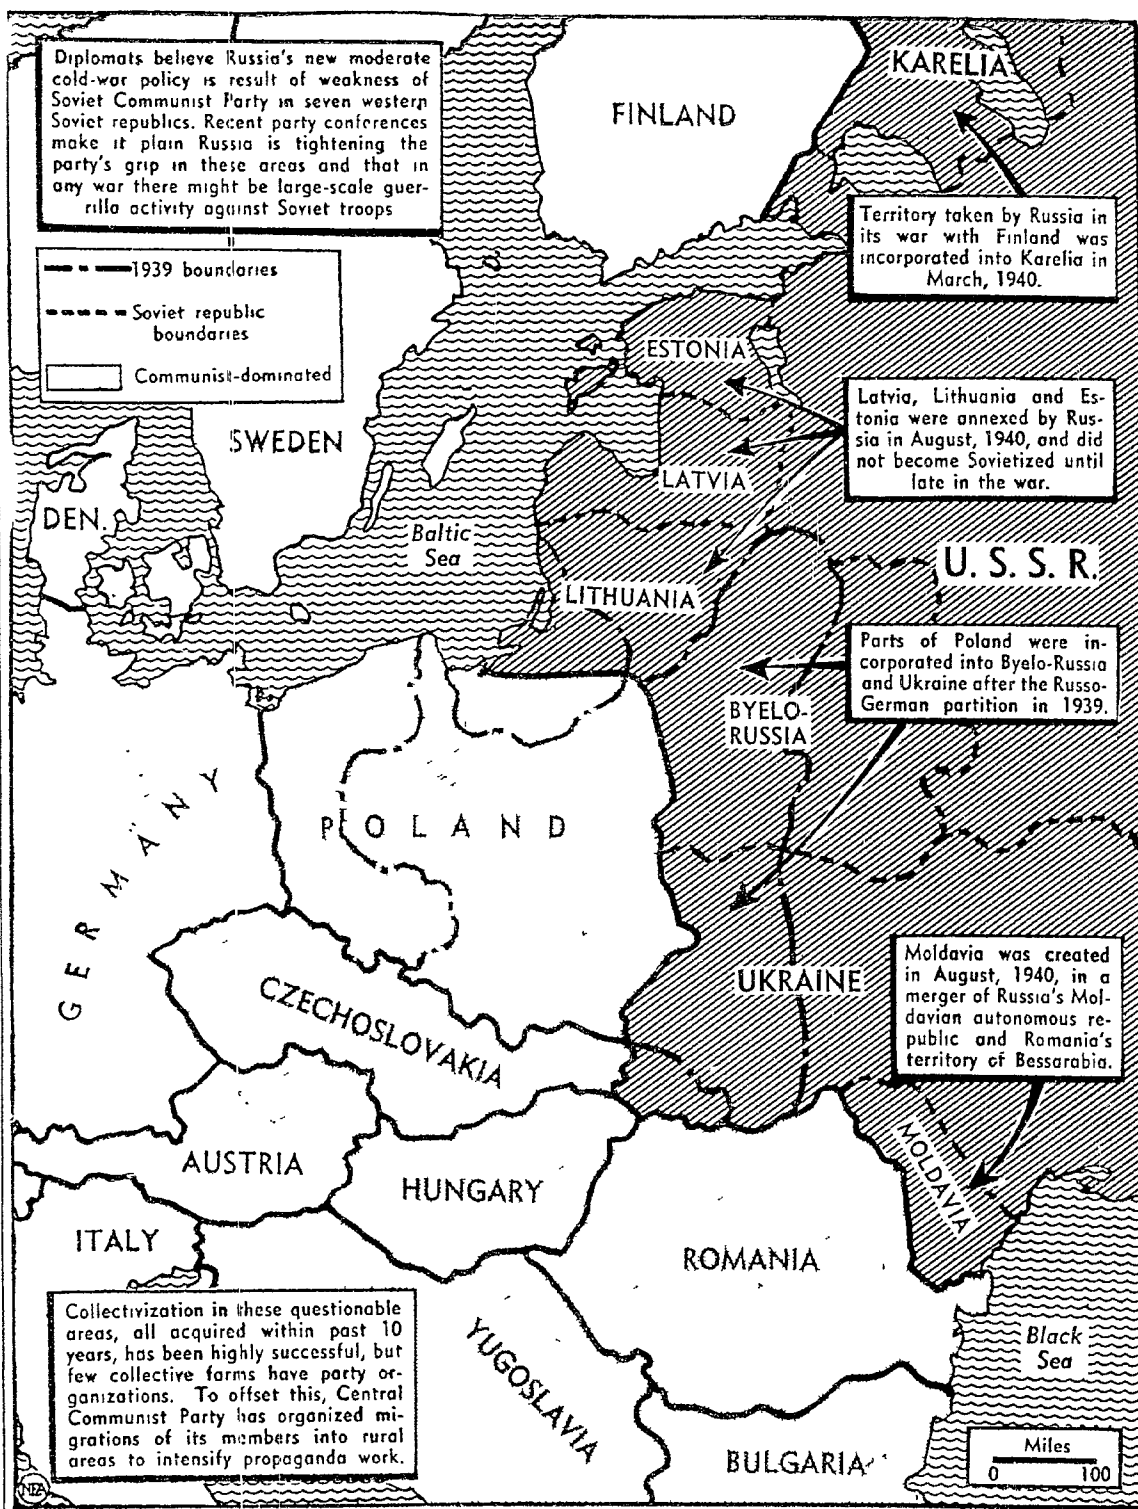 Diplomats believe Russia's new moderate
cold-war policy is result of weakness of
Soviet Communist Party in seven western
Soviet republics. Recent party conferences
make it plain Russia is tightening the
party's grip in these areas and that in
any war there might be large-scale guer-
rilla activity against Soviet troops
1939 boundaries
Soviet republic
boundaries
Communist-dominated
FINLAND
KARELIA
Territory taken by Russia in
its war with Finland was
incorporated into Karelia in
March, 1940.
ESTONIA
Latvia, Lithuania and Es-
tonia were annexed by Rus-
sia in August, 1940, and did
not become Sovietized until
late in the war.
SWEDEN
LATVIA
DEN.
Baltic
Sea
U. S. S. R.
LITHUANIA
Parts of Poland were in-
corporated into Byelo-Russia
and Ukraine after the Russo-
German partition in 1939.
BYELO-
RUSSIA
GERMANY
POLAND
UKRAINE
Moldavia was created
in August, 1940, in a
merger of Russia's Mol-
davian autonomous re-
public and Romania's
territory of Bessarabia.
CZECHOSLOVAKIA
MOLDAVIA
AUSTRIA
HUNGARY
ITALY
ROMANIA
Collectivization in these questionable
areas, all acquired within past 10
years, has been highly successful, but
few collective farms have party or-
ganizations. To offset this, Central
Communist Party has organized mi-
grations of its members into rural
areas to intensify propaganda work.
YUGOSLAVIA
Black
Sea
BULGARIA
Miles
0 100
NEA